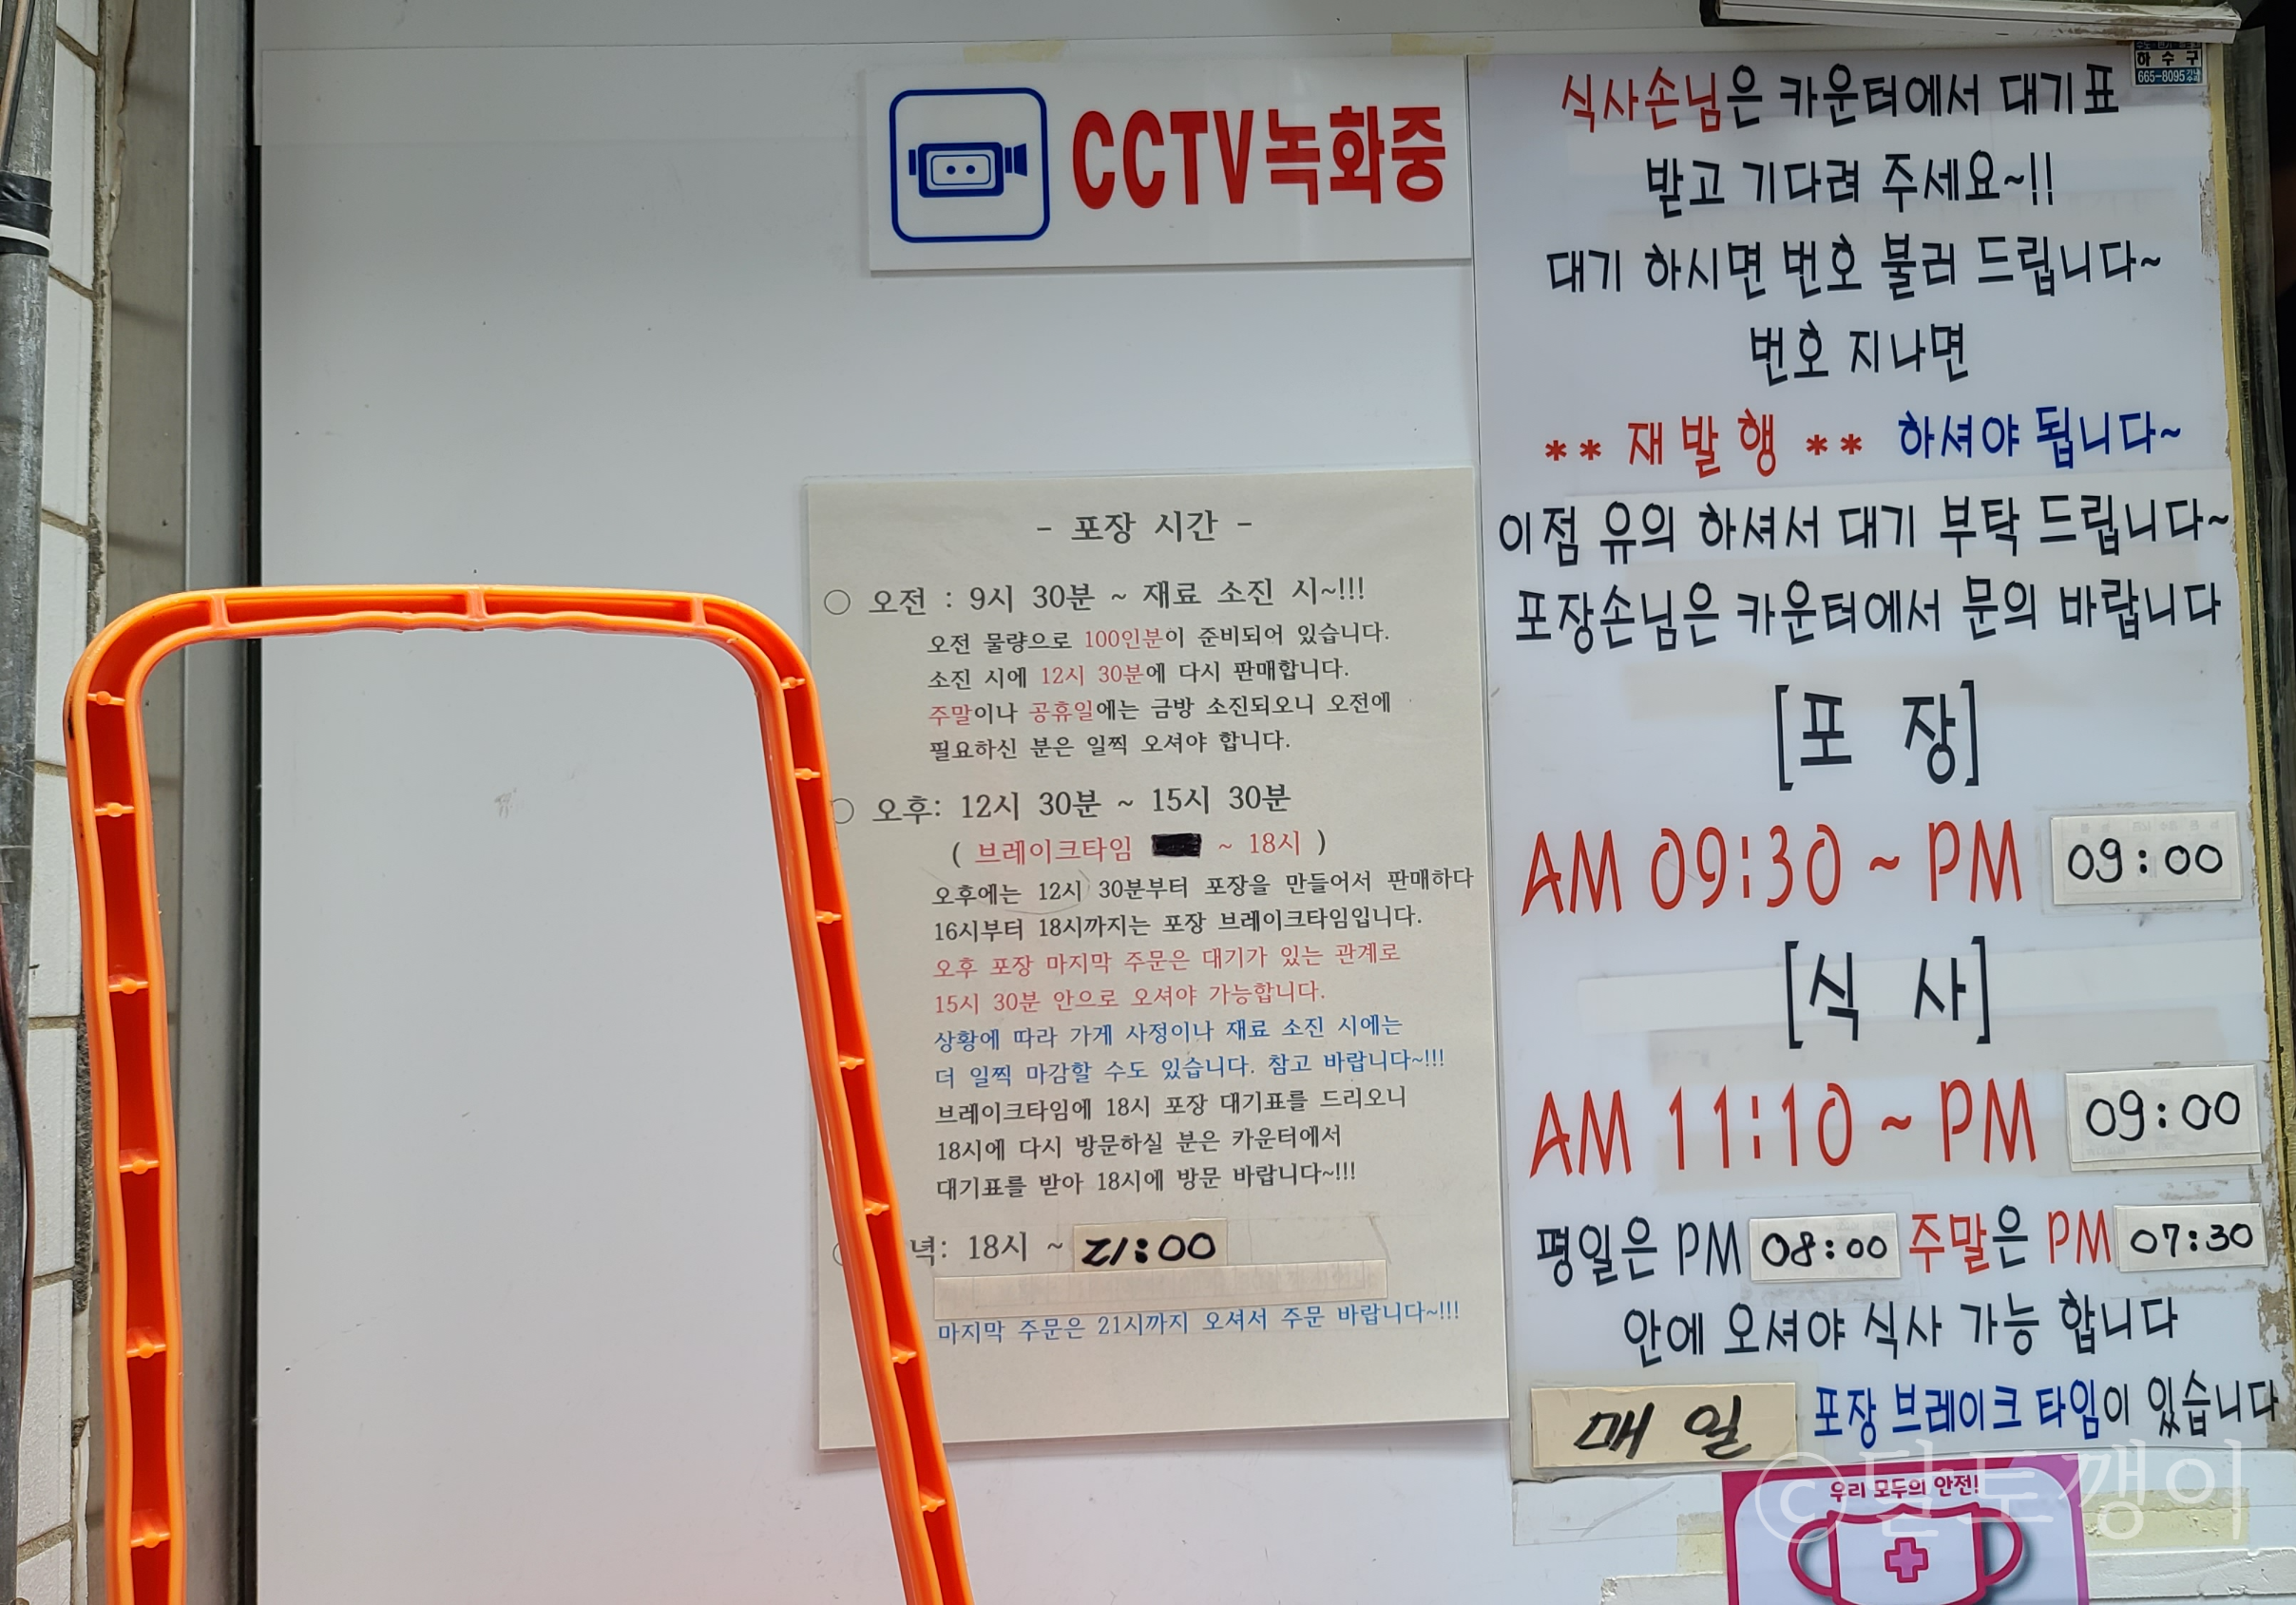 CCTV녹화중
- 포장 시간 -
○ 오전 : 9시 30분 ~ 재료 소진 시~!!!
오전 물량으로 100인분이 준비되어 있습니다.
소진 시에 12시 30분에 다시 판매합니다.
주말이나 공휴일에는 금방 소진되오니 오전에
필요하신 분은 일찍 오셔야 합니다.
○ 오후: 12시 30분 ~ 15시 30분
( 브레이크타임 ~ 18시 )
오후에는 12시 30분부터 포장을 만들어서 판매하다
16시부터 18시까지는 포장 브레이크타임입니다.
오후 포장 마지막 주문은 대기가 있는 관계로
15시 30분 안으로 오셔야 가능합니다.
상황에 따라 가게 사정이나 재료 소진 시에는
더 일찍 마감할 수도 있습니다. 참고 바랍니다~!!!
브레이크타임에 18시 포장 대기표를 드리오니
18시에 다시 방문하실 분은 카운터에서
대기표를 받아 18시에 방문 바랍니다~!!!
녁: 18시 ~ 21:00
마지막 주문은 21시까지 오셔서 주문 바랍니다~!!!
하수구
665-8095
식사손님은 카운터에서 대기표
받고 기다려 주세요~!!
대기 하시면 번호 불러 드립니다~
번호 지나면
** 재발행 ** 하셔야 됩니다~
이점 유의 하셔서 대기 부탁 드립니다~
포장손님은 카운터에서 문의 바랍니다
[포 장]
AM 09:30 ~ PM 09:00
[식 사]
AM 11:10 ~ PM 09:00
평일은 PM 08:00 주말은 PM 07:30
안에 오셔야 식사 가능 합니다
매일 포장 브레이크 타임이 있습니다
우리 모두의 안전!